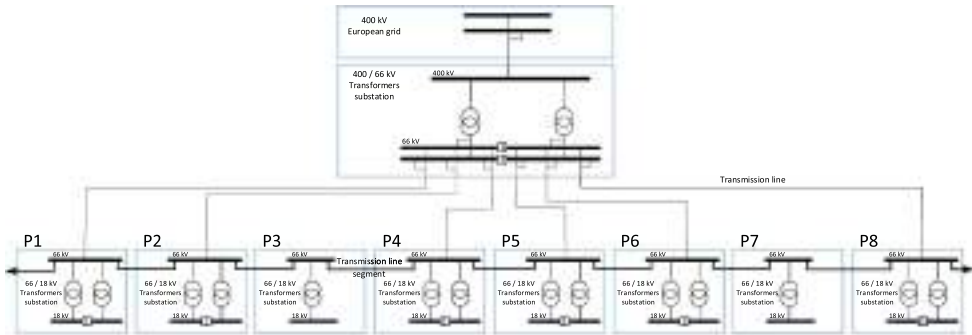 400 kV
European grid
400 / 66 kV
Transformers
substation
400 kV
66 kV
Transmission line
P1
P2
P3
P4
P5
P6
P7
P8
66 kV
66 kV
66 kV
66 kV
66 kV
66 kV
66 kV
66 kV
Transmission line
segment
66 / 18 kV
Transformers
substation
66 / 18 kV
Transformers
substation
66 / 18 kV
Transformers
substation
66 / 18 kV
Transformers
substation
66 / 18 kV
Transformers
substation
66 / 18 kV
Transformers
substation
66 / 18 kV
Transformers
substation
66 / 18 kV
Transformers
substation
18 kV
18 kV
18 kV
18 kV
18 kV
18 kV
18 kV
18 kV